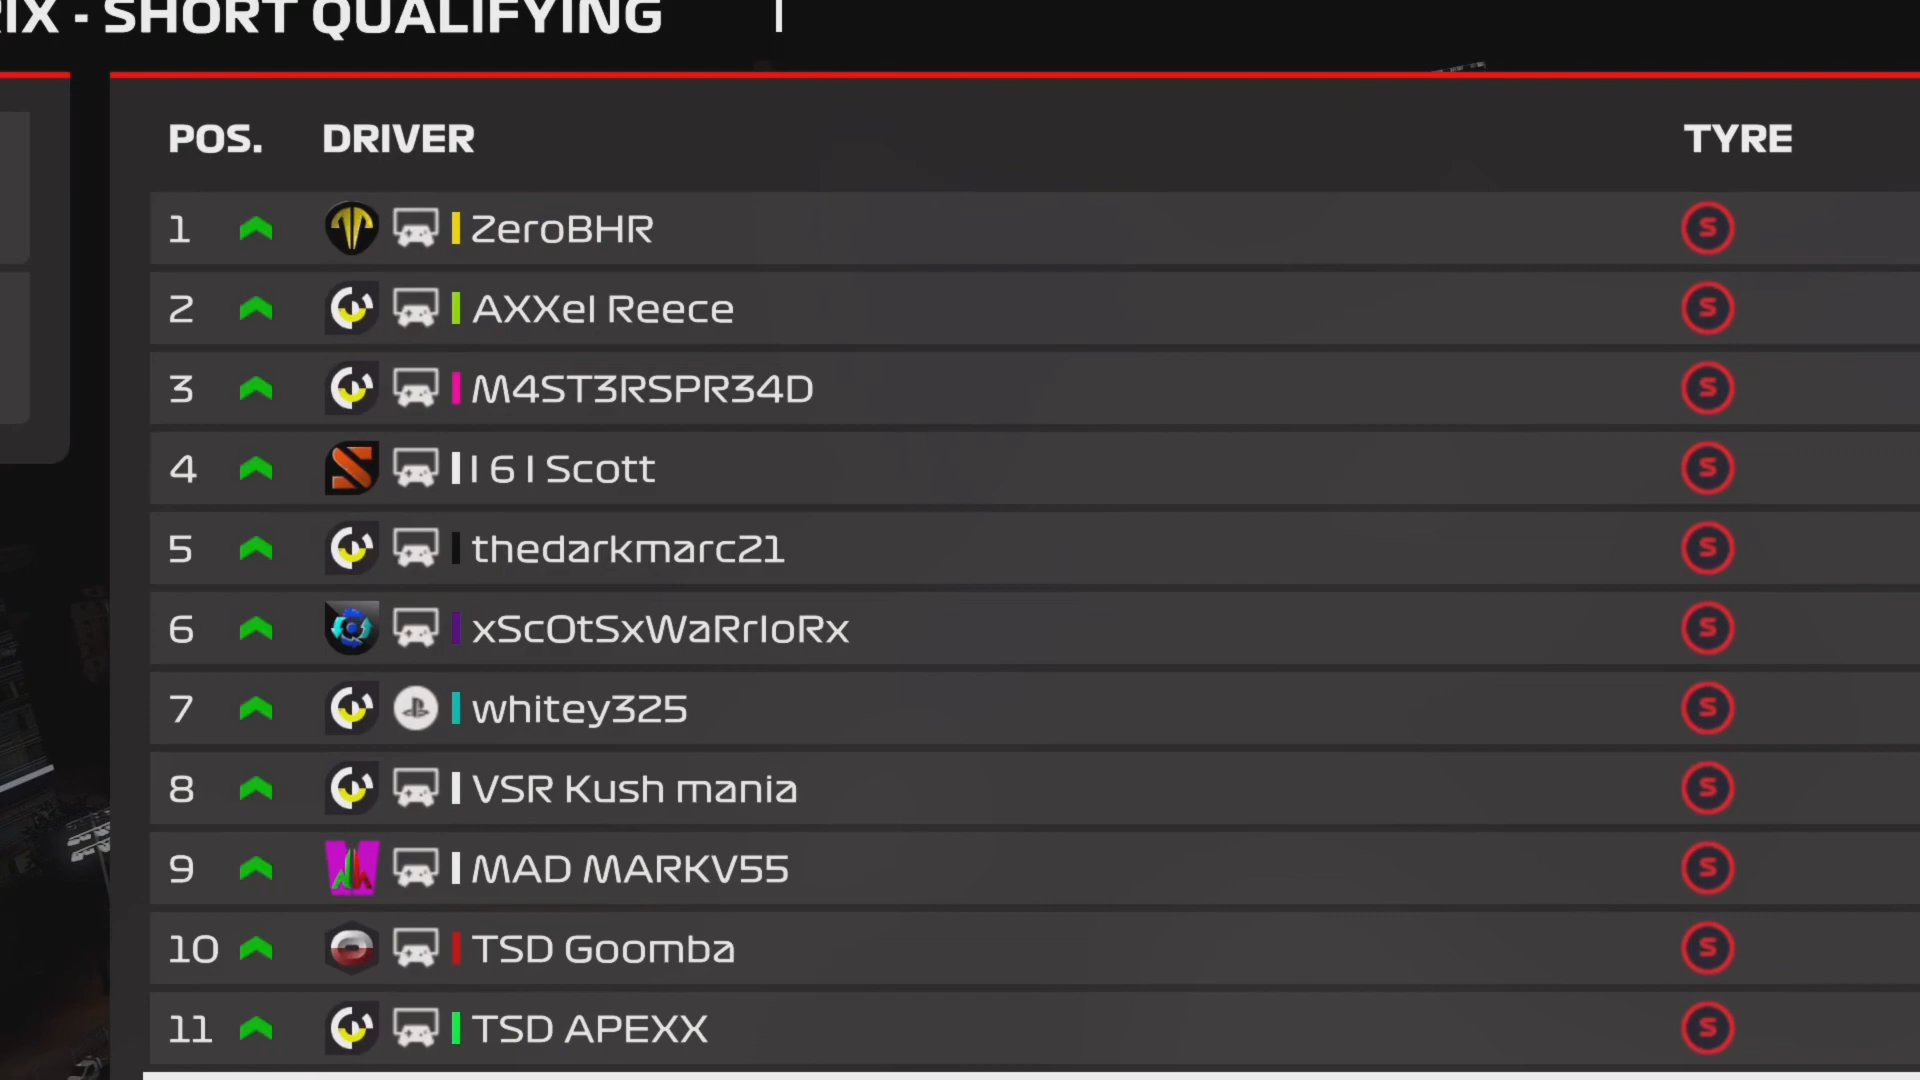 RIX - SHORT QUALIFYING
POS. DRIVER TYRE
1 ZeroBHR S
2 AXXel Reece S
3 M4ST3RSPR34D S
4 I 6 I Scott S
5 thedarkmarc21 S
6 xScOtSxWaRrIoRx S
7 whitey325 S
8 VSR Kush mania S
9 MAD MARKV55 S
10 TSD Goomba S
11 TSD APEXX S